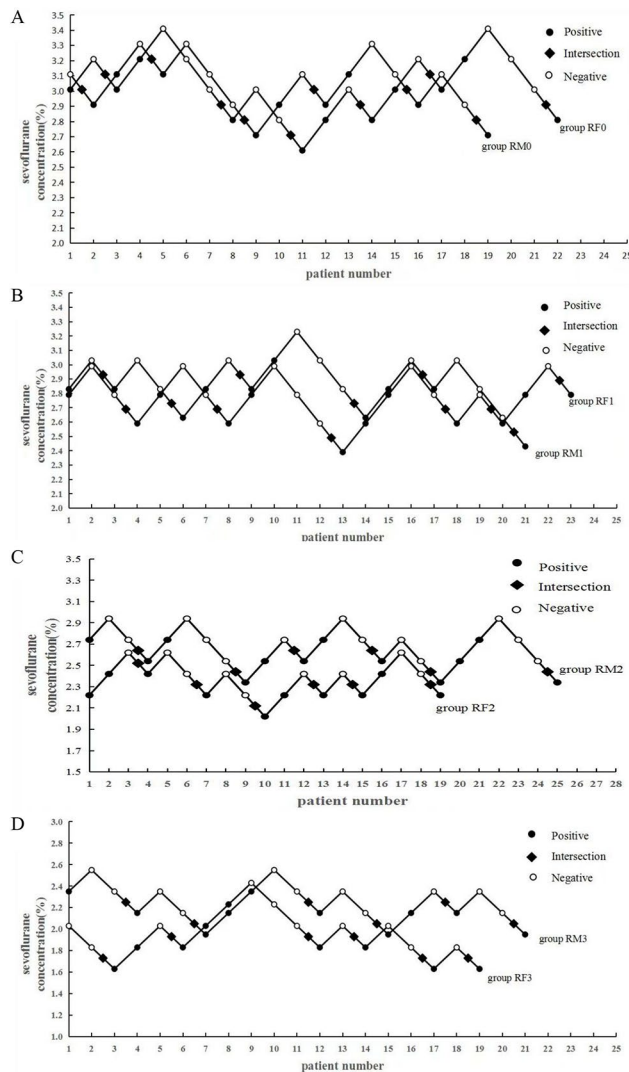 A
3.5
3.4
3.3
3.2
3.1
3.0
2.9
2.8
2.7
2.6
2.5
2.4
2.3
2.2
2.1
2.0
sevoflurane
concentration(%)
Positive
Intersection
Negative
group RF0
group RM0
1 2 3 4 5 6 7 8 9 10 11 12 13 14 15 16 17 18 19 20 21 22 23 24 25
patient number
B
3.5
3.4
3.3
3.2
3.1
3.0
2.9
2.8
2.7
2.6
2.5
2.4
2.3
2.2
2.1
2.0
sevoflurane
concentration(%)
Positive
Intersection
Negative
group RF1
group RM1
1 2 3 4 5 6 7 8 9 10 11 12 13 14 15 16 17 18 19 20 21 22 23 24 25
patient number
C
3.5
3.3
3.1
2.9
2.7
2.5
2.3
2.1
1.9
1.7
1.5
sevoflurane
concentration(%)
Positive
Intersection
Negative
group RM2
group RF2
1 2 3 4 5 6 7 8 9 10 11 12 13 14 15 16 17 18 19 20 21 22 23 24 25 26 27 28
patient number
D
3.0
2.8
2.6
2.4
2.2
2.0
1.8
1.6
1.4
1.2
1.0
sevoflurane
concentration(%)
Positive
Intersection
Negative
group RM3
group RF3
1 2 3 4 5 6 7 8 9 10 11 12 13 14 15 16 17 18 19 20 21 22 23 24 25
patient number